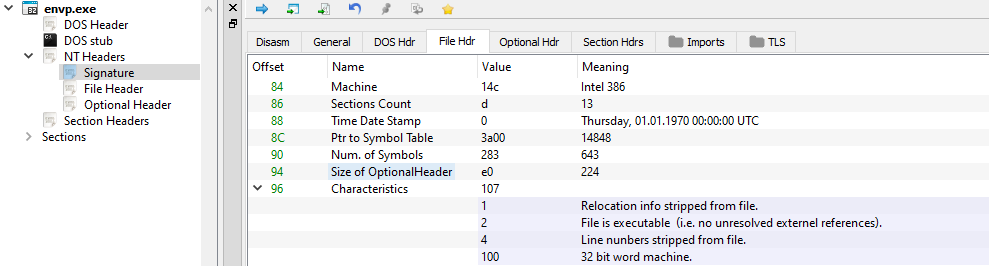 envp.exe
DOS Header
DOS stub
NT Headers
Signature
File Header
Optional Header
Section Headers
Sections
Disasm General DOS Hdr File Hdr Optional Hdr Section Hdrs Imports TLS
Offset Name Value Meaning
84 Machine 14c Intel 386
86 Sections Count d 13
88 Time Date Stamp 0 Thursday, 01.01.1970 00:00:00 UTC
8C Ptr to Symbol Table 3a00 14848
90 Num. of Symbols 283 643
94 Size of OptionalHeader e0 224
96 Characteristics 107
1 Relocation info stripped from file.
2 File is executable (i.e. no unresolved externel references).
4 Line nunbers stripped from file.
100 32 bit word machine.